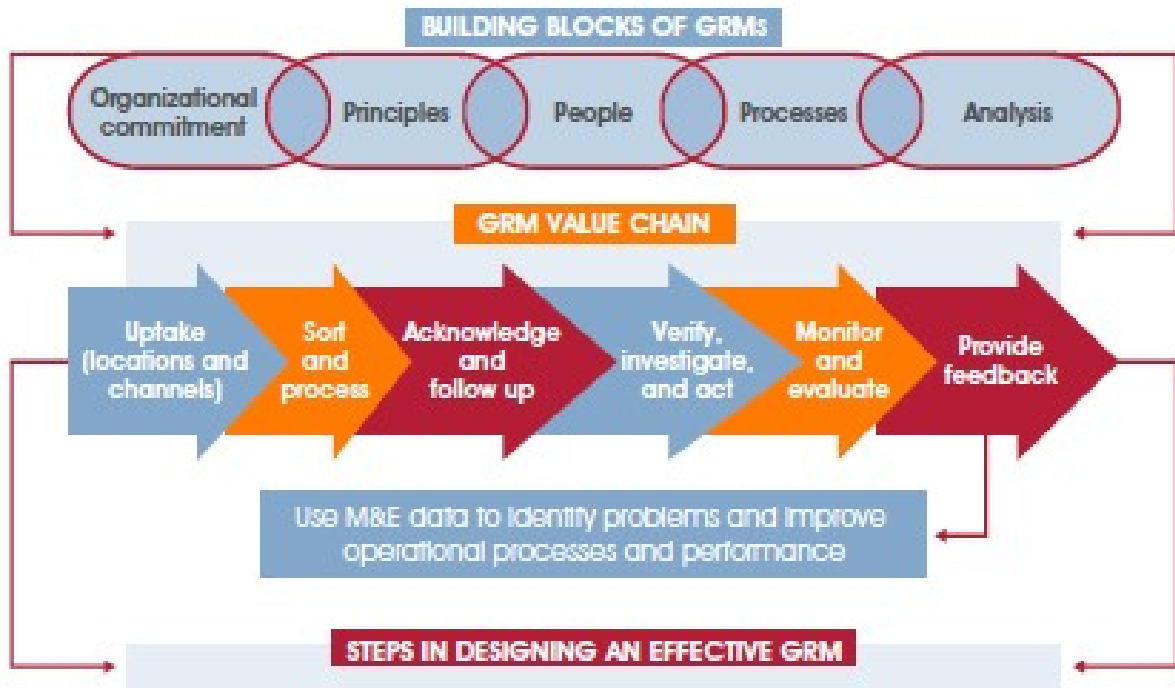 BUILDING BLOCKS OF GRMs
Organizational
commitment
Principles
People
Processes
Analysis
GRM VALUE CHAIN
Uptake
(locations and
channels)
Sort
and
process
Acknowledge
and
follow up
Verify,
investigate,
and act
Monitor
and
evaluate
Provide
feedback
Use M&E data to identify problems and improve
operational processes and performance
STEPS IN DESIGNING AN EFFECTIVE GRM